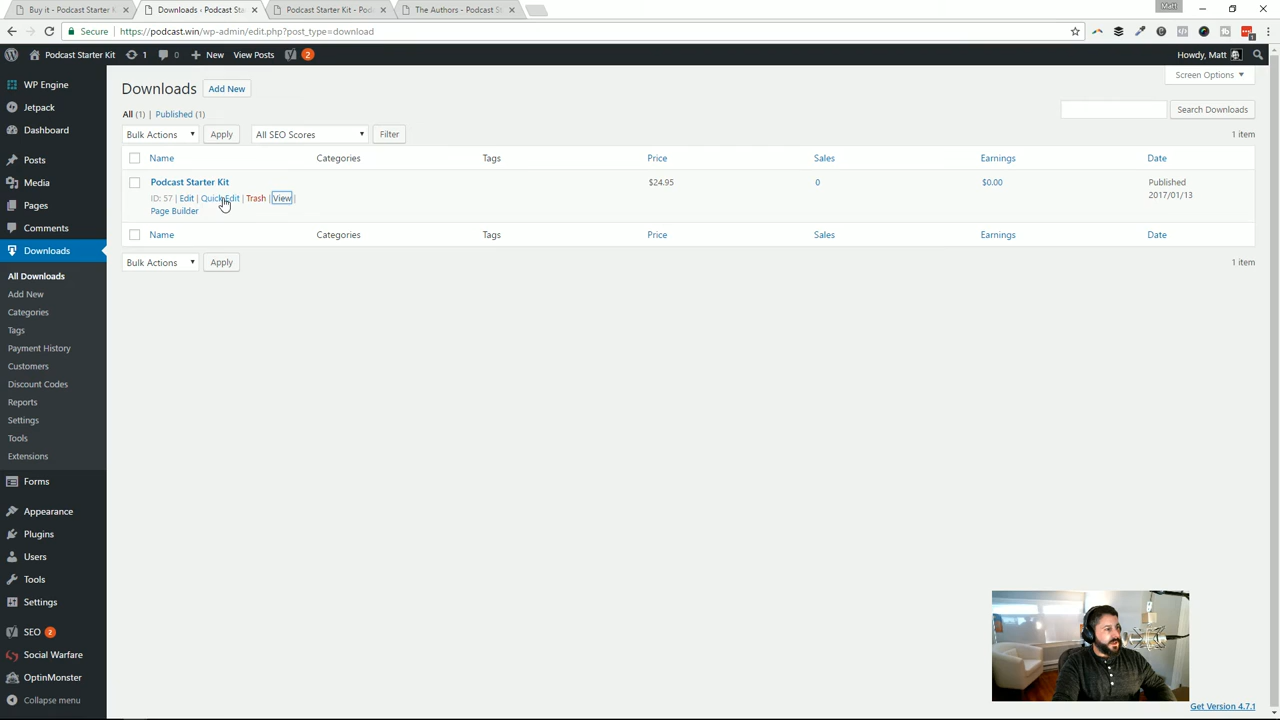 Buy it - Podcast Starter K
Downloads ‹ Podcast Sta
Podcast Starter Kit - Pod
The Authors - Podcast S
Matt
Secure
https://podcast.win/wp-admin/edit.php?post_type=download
Podcast Starter Kit
1
0
New
View Posts
2
Howdy, Matt
WP Engine
Jetpack
Dashboard
Posts
Media
Pages
Comments
Downloads
All Downloads
Add New
Categories
Tags
Payment History
Customers
Discount Codes
Reports
Settings
Tools
Extensions
Forms
Appearance
Plugins
Users
Tools
Settings
SEO 2
Social Warfare
OptinMonster
Collapse menu
Downloads
Add New
Screen Options
All (1) | Published (1)
Search Downloads
Bulk Actions
Apply
All SEO Scores
Filter
1 item
Name Categories Tags Price Sales Earnings Date
Podcast Starter Kit $24.95 0 $0.00 Published
2017/01/13
ID: 57 | Edit | Quick Edit | Trash | View |
Page Builder
Name Categories Tags Price Sales Earnings Date
Bulk Actions
Apply
1 item
Get Version 4.7.1